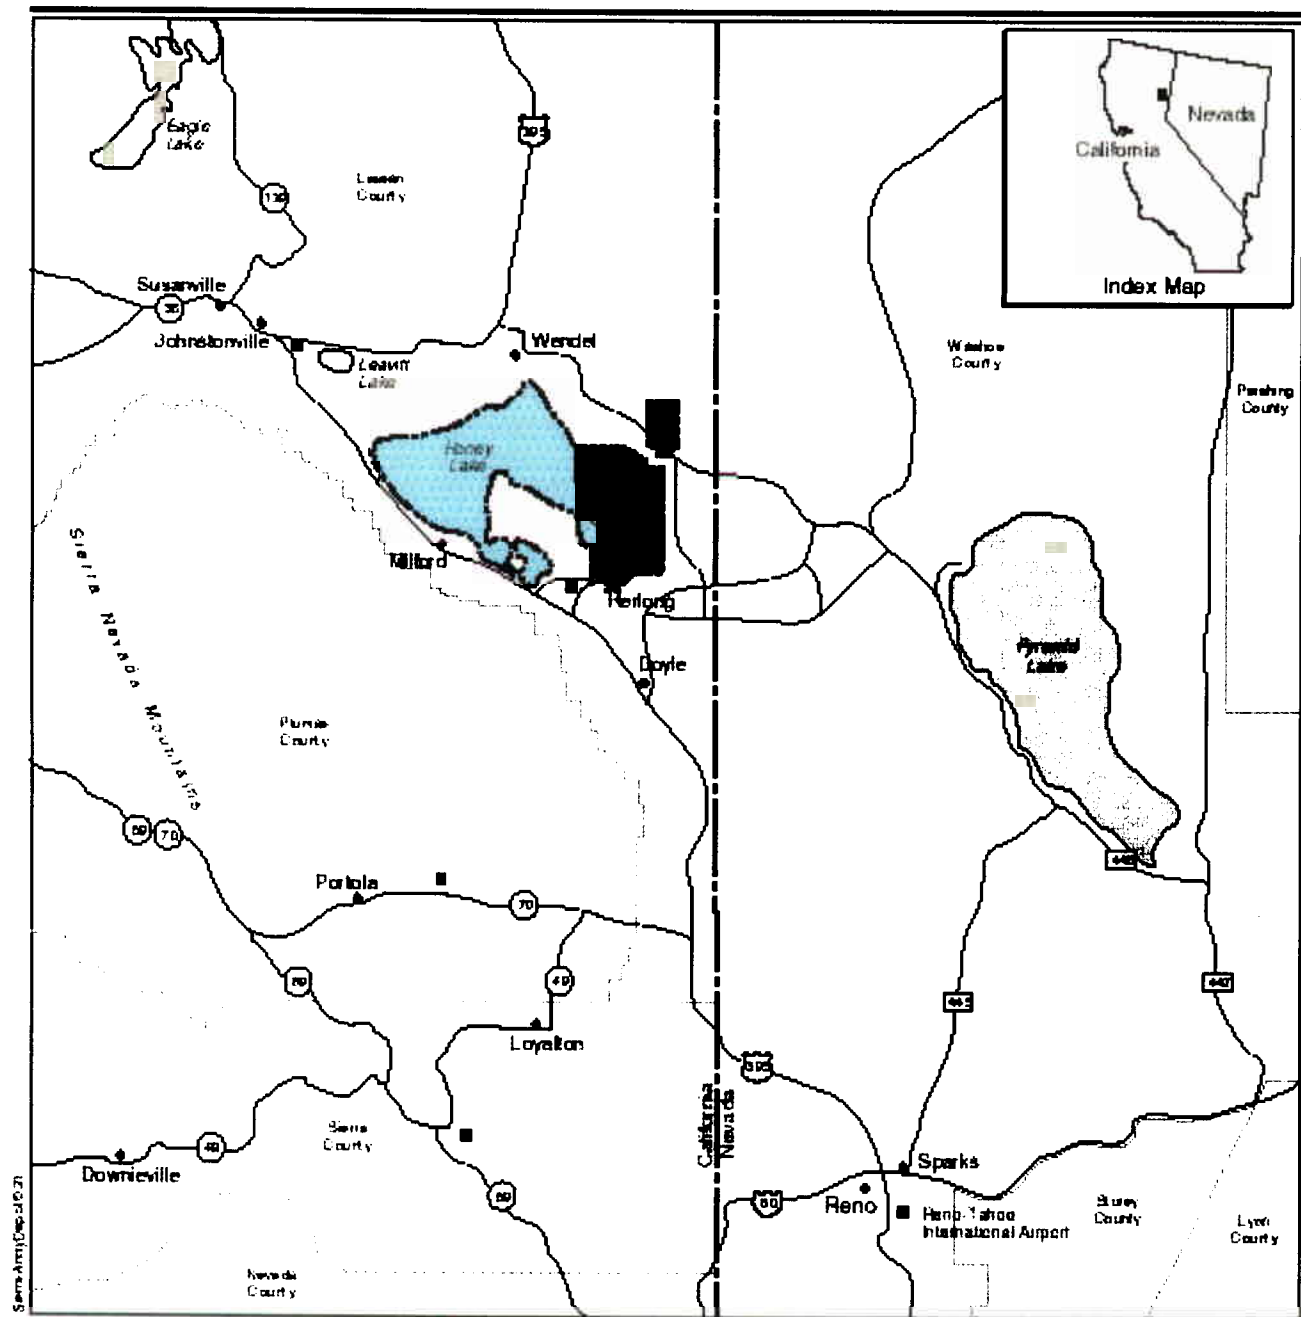 Eagle
Lake
395
139
Lassen
County
Nevada
California
Index Map
Susanville
36
Johnstonville
Wendel
Leavitt
Lake
Washoe
County
Pershing
County
Honey
Lake
Milford
Herlong
Sierra Nevada Mountains
Doyle
Pyramid
Lake
Plumas
County
89
70
Portola
70
89
49
Loyalton
California
Nevada
395
Sierra
County
49
Downieville
89
Sparks
Reno
80
Reno-Tahoe
International Airport
Storey
County
Lyon
County
Nevada
County